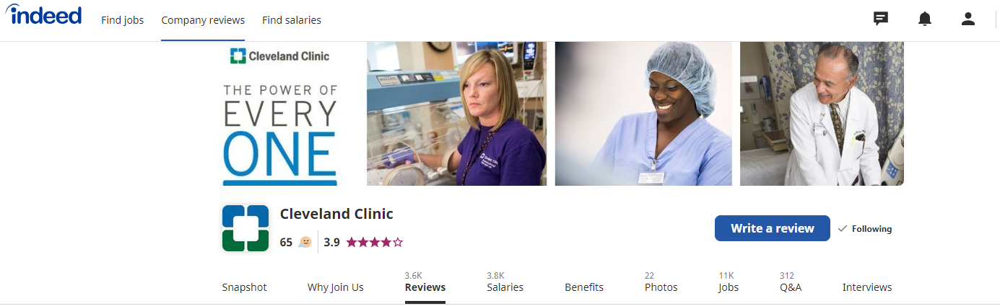 indeed
Find jobs
Company reviews
Find salaries
Cleveland Clinic
THE POWER OF
EVERY
ONE
Cleveland Clinic
Cleveland Clinic
65
3.9
Write a review
Following
Snapshot
Why Join Us
3.6K
Reviews
3.8K
Salaries
Benefits
22
Photos
11K
Jobs
312
Q&A
Interviews